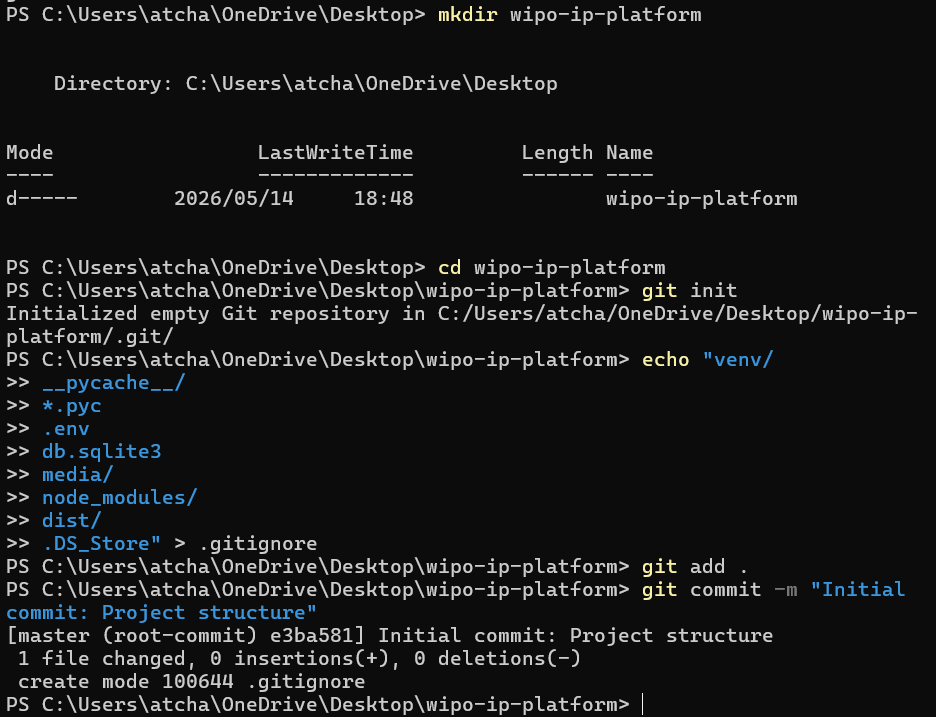 PS C:\Users\atcha\OneDrive\Desktop> mkdir wipo-ip-platform
Directory: C:\Users\atcha\OneDrive\Desktop
Mode LastWriteTime Length Name
---- ------------- ------ ----
d----- 2026/05/14 18:48 wipo-ip-platform
PS C:\Users\atcha\OneDrive\Desktop> cd wipo-ip-platform
PS C:\Users\atcha\OneDrive\Desktop\wipo-ip-platform> git init
Initialized empty Git repository in C:/Users/atcha/OneDrive/Desktop/wipo-ip-
platform/.git/
PS C:\Users\atcha\OneDrive\Desktop\wipo-ip-platform> echo "venv/
>> __pycache__/
>> *.pyc
>> .env
>> db.sqlite3
>> media/
>> node_modules/
>> dist/
>> .DS_Store" > .gitignore
PS C:\Users\atcha\OneDrive\Desktop\wipo-ip-platform> git add .
PS C:\Users\atcha\OneDrive\Desktop\wipo-ip-platform> git commit -m "Initial
commit: Project structure"
[master (root-commit) e3ba581] Initial commit: Project structure
1 file changed, 0 insertions(+), 0 deletions(-)
create mode 100644 .gitignore
PS C:\Users\atcha\OneDrive\Desktop\wipo-ip-platform>